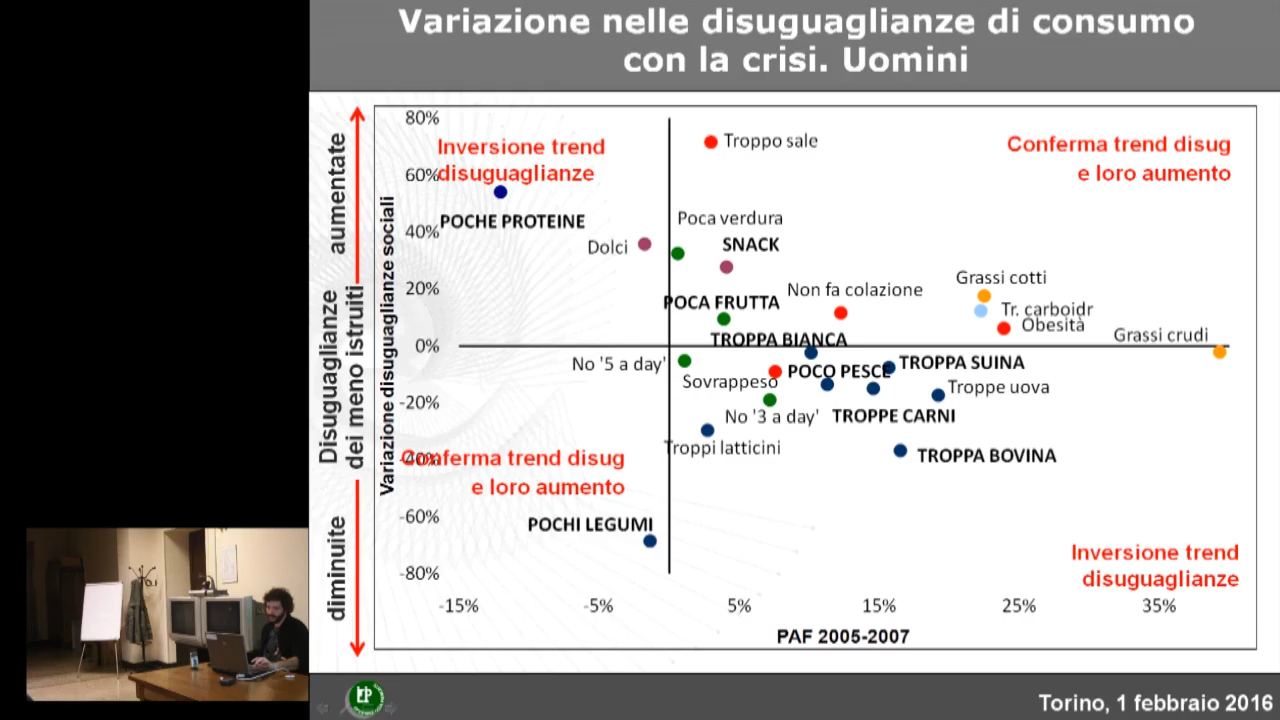 Variazione nelle disuguaglianze di consumo
con la crisi. Uomini
aumentate
Disuguaglianze
dei meno istruiti
diminuite
Variazione disuguaglianze sociali
80%
60%
40%
20%
0%
-20%
-40%
-60%
-80%
Inversione trend
disuguaglianze
Troppo sale
Conferma trend disug
e loro aumento
POCHE PROTEINE
Poca verdura
Dolci
SNACK
Grassi cotti
Non fa colazione
POCA FRUTTA
Tr. carboidr
Obesità
TROPPA BIANCA
Grassi crudi
No '5 a day'
POCO PESCE
TROPPA SUINA
Sovrappeso
Troppe uova
No '3 a day'
TROPPE CARNI
Troppi latticini
TROPPA BOVINA
Conferma trend disug
e loro aumento
POCHI LEGUMI
Inversione trend
disuguaglianze
-15%
-5%
5%
15%
25%
35%
PAF 2005-2007
Torino, 1 febbraio 2016